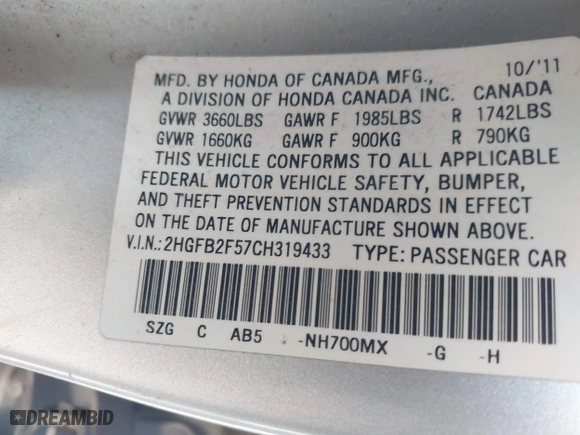 10/'11
MFD. BY HONDA OF CANADA MFG.,
A DIVISION OF HONDA CANADA INC. CANADA
GVWR 3660LBS GAWR F 1985LBS R 1742LBS
GVWR 1660KG GAWR F 900KG R 790KG
THIS VEHICLE CONFORMS TO ALL APPLICABLE
FEDERAL MOTOR VEHICLE SAFETY, BUMPER,
AND THEFT PREVENTION STANDARDS IN EFFECT
ON THE DATE OF MANUFACTURE SHOWN ABOVE.
V.I.N.: 2HGFB2F57CH319433 TYPE: PASSENGER CAR
SZG C AB5 -NH700MX -G -H
DREAMBID